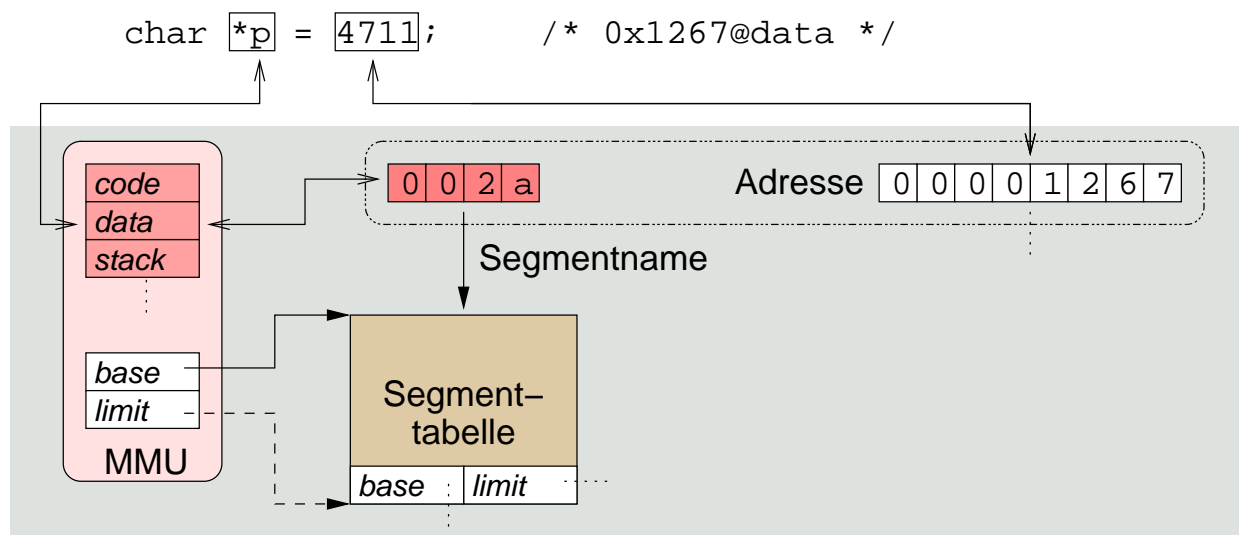 char *p = 4711; /* 0x1267@data */
code
data
stack
0 0 2 a
Adresse 0 0 0 0 1 2 6 7
Segmentname
base
limit
MMU
Segment–
tabelle
base limit